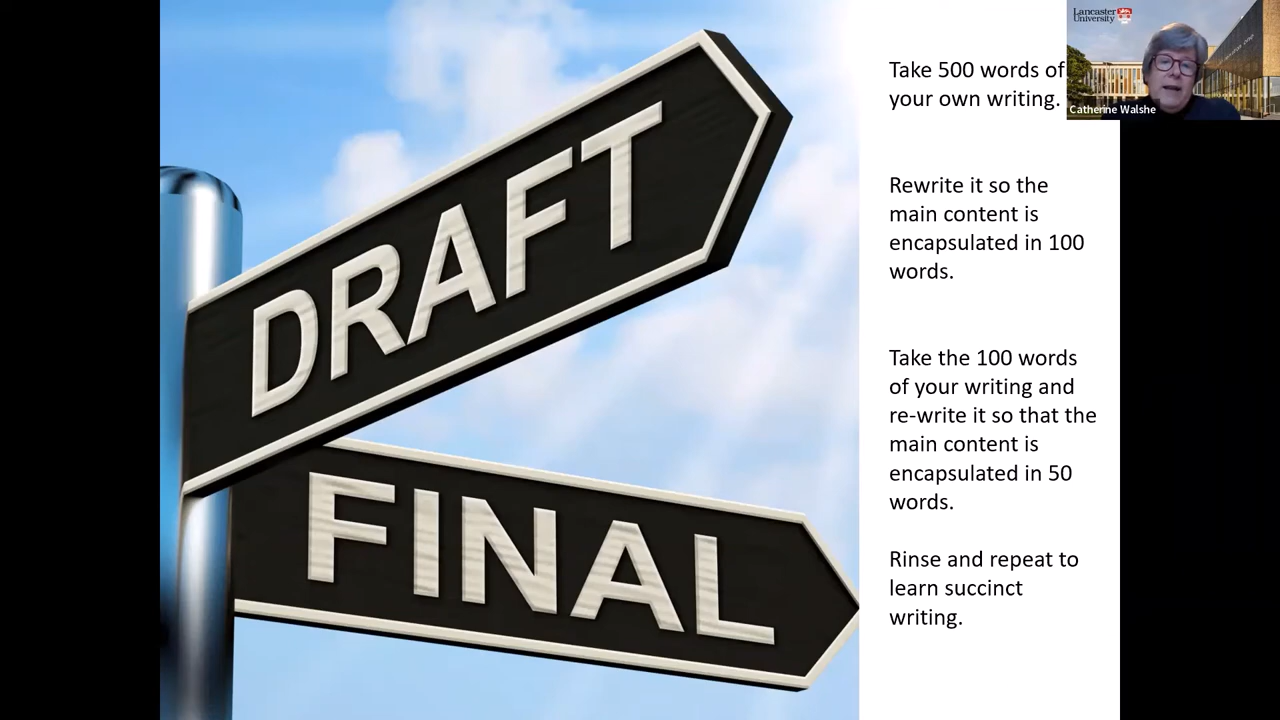 DRAFT
FINAL
Take 500 words of
your own writing.
Rewrite it so the
main content is
encapsulated in 100
words.
Take the 100 words
of your writing and
re-write it so that the
main content is
encapsulated in 50
words.
Rinse and repeat to
learn succinct
writing.
Lancaster
University
Catherine Walshe